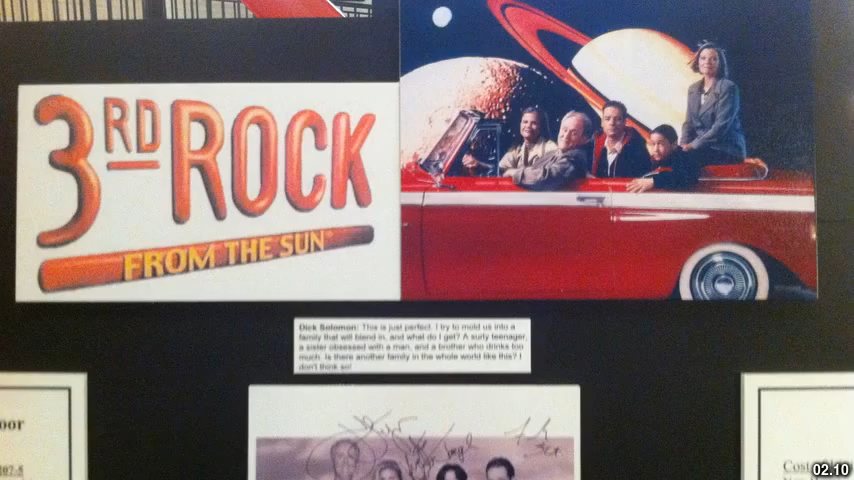 3RD ROCK
FROM THE SUN
Dick Solomon: This is just perfect. I try to mold us into a
family that will blend in, and what do I get? A surly teenager,
a sister obsessed with a man, and a brother who drinks too
much. Is there another family in the whole world like this? I
don't think so!
oor
207-5
02.10